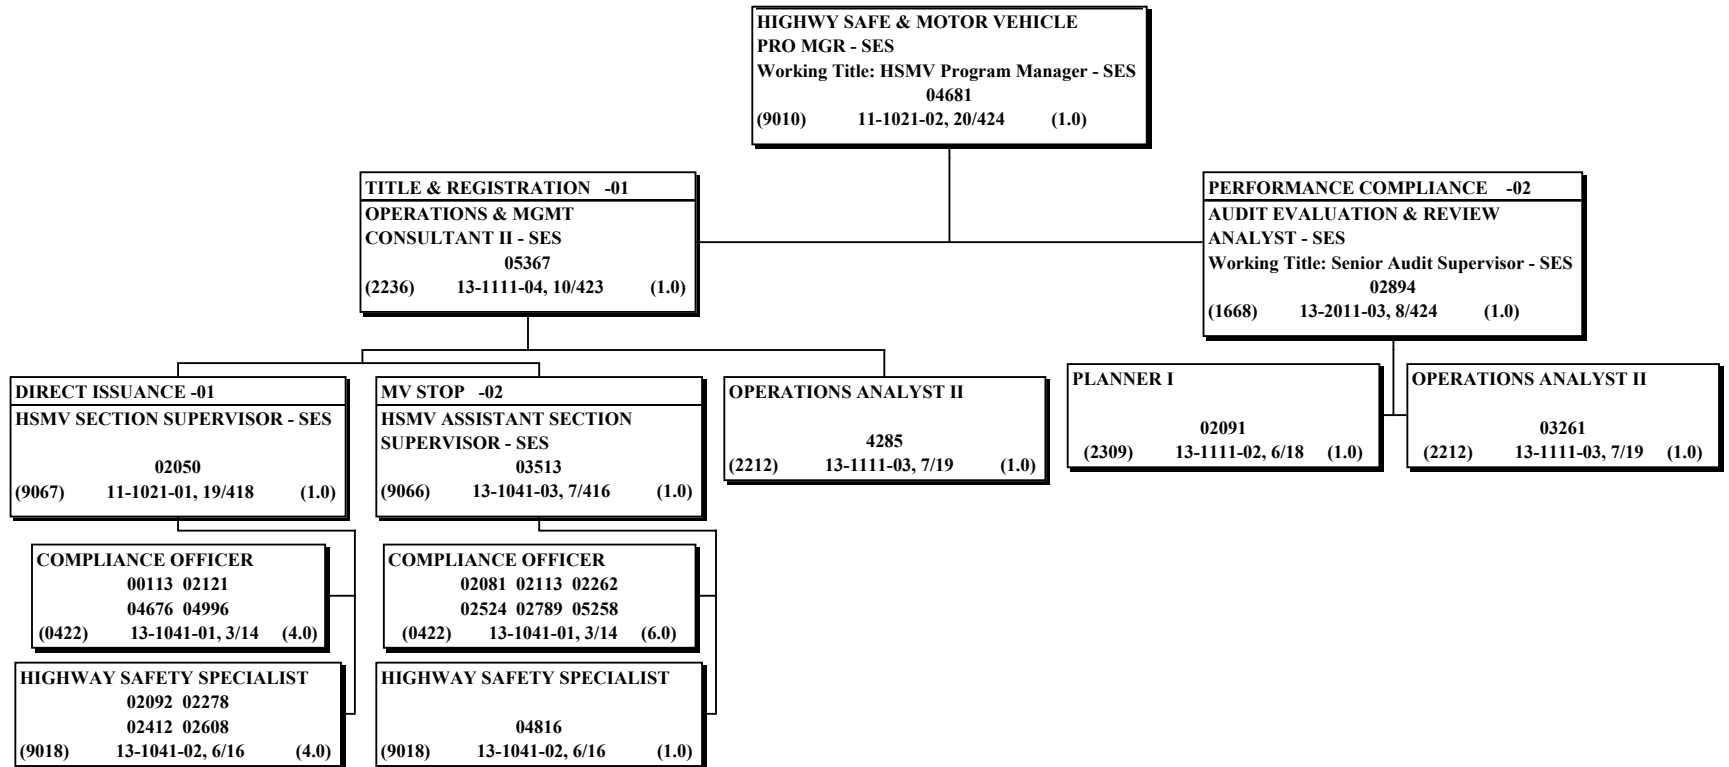 HIGHWY SAFE & MOTOR VEHICLE
PRO MGR - SES
Working Title: HSMV Program Manager - SES
04681
(9010) 11-1021-02, 20/424 (1.0)
TITLE & REGISTRATION -01
OPERATIONS & MGMT
CONSULTANT II - SES
05367
(2236) 13-1111-04, 10/423 (1.0)
PERFORMANCE COMPLIANCE -02
AUDIT EVALUATION & REVIEW
ANALYST - SES
Working Title: Senior Audit Supervisor - SES
02894
(1668) 13-2011-03, 8/424 (1.0)
DIRECT ISSUANCE -01
HSMV SECTION SUPERVISOR - SES
02050
(9067) 11-1021-01, 19/418 (1.0)
MV STOP -02
HSMV ASSISTANT SECTION
SUPERVISOR - SES
03513
(9066) 13-1041-03, 7/416 (1.0)
OPERATIONS ANALYST II
4285
(2212) 13-1111-03, 7/19 (1.0)
PLANNER I
02091
(2309) 13-1111-02, 6/18 (1.0)
OPERATIONS ANALYST II
03261
(2212) 13-1111-03, 7/19 (1.0)
COMPLIANCE OFFICER
00113 02121
04676 04996
(0422) 13-1041-01, 3/14 (4.0)
COMPLIANCE OFFICER
02081 02113 02262
02524 02789 05258
(0422) 13-1041-01, 3/14 (6.0)
HIGHWAY SAFETY SPECIALIST
02092 02278
02412 02608
(9018) 13-1041-02, 6/16 (4.0)
HIGHWAY SAFETY SPECIALIST
04816
(9018) 13-1041-02, 6/16 (1.0)